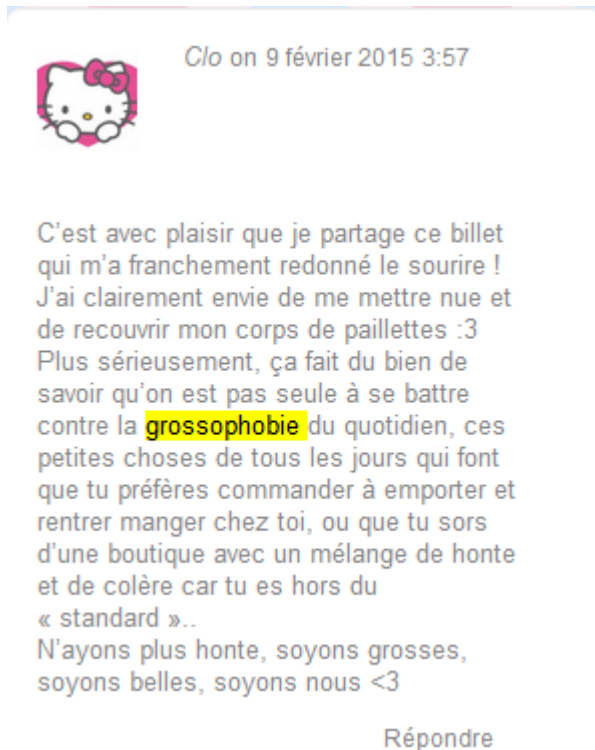 Clo on 9 février 2015 3:57
C'est avec plaisir que je partage ce billet
qui m'a franchement redonné le sourire !
J'ai clairement envie de me mettre nue et
de recouvrir mon corps de paillettes :3
Plus sérieusement, ça fait du bien de
savoir qu'on est pas seule à se battre
contre la grossophobie du quotidien, ces
petites choses de tous les jours qui font
que tu préfères commander à emporter et
rentrer manger chez toi, ou que tu sors
d'une boutique avec un mélange de honte
et de colère car tu es hors du
« standard »..
N'ayons plus honte, soyons grosses,
soyons belles, soyons nous <3
Répondre